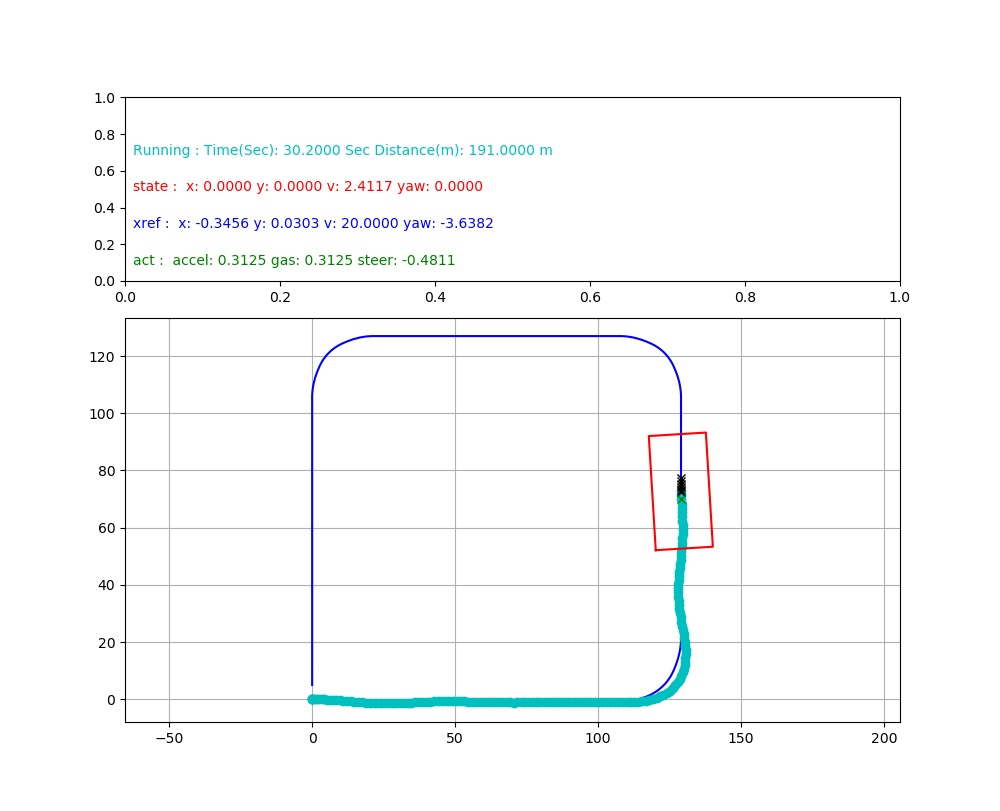 1.0
0.8
Running : Time(Sec): 30.2000 Sec Distance(m): 191.0000 m
0.6
state :  x: 0.0000 y: 0.0000 v: 2.4117 yaw: 0.0000
0.4
xref :  x: -0.3456 y: 0.0303 v: 20.0000 yaw: -3.6382
0.2
act :  accel: 0.3125 gas: 0.3125 steer: -0.4811
0.0
0.0 0.2 0.4 0.6 0.8 1.0
120
100
80
60
40
20
0
−50 0 50 100 150 200